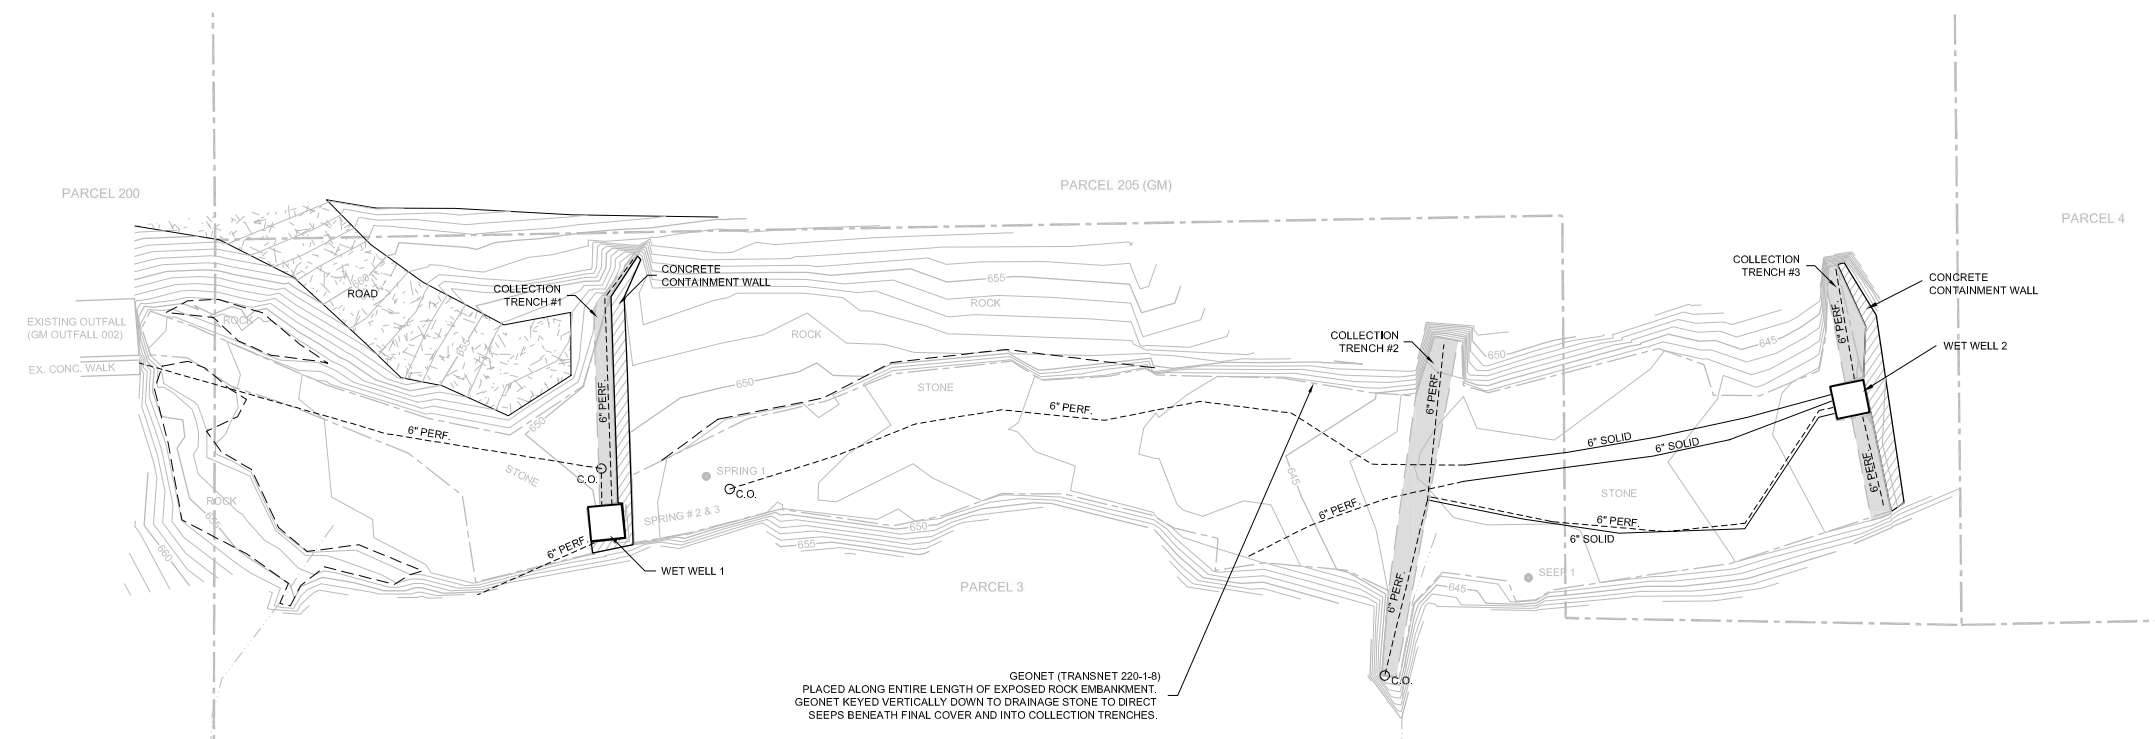 PARCEL 200
PARCEL 205 (GM)
PARCEL 4
COLLECTION
TRENCH #3
CONCRETE
CONTAINMENT WALL
CONCRETE
CONTAINMENT WALL
660
ROAD
COLLECTION
TRENCH #1
655
ROCK
EXISTING OUTFALL
(GM OUTFALL 002)
ROCK
ROCK
6" PERF.
COLLECTION
TRENCH #2
650
645
WET WELL 2
655
EX. CONC. WALK
650
STONE
6" PERF.
6" PERF.
6" PERF.
650
6" PERF.
6" SOLID
6" SOLID
STONE
C.O.
SPRING 1
C.O.
645
6" PERF.
STONE
ROCK
655
SPRING # 2 & 3
650
6" PERF.
6" PERF.
6" SOLID
660
6" PERF.
655
WET WELL 1
PARCEL 3
SEEP 1
645
6" PERF.
C.O.
GEONET (TRANSNET 220-1-8)
PLACED ALONG ENTIRE LENGTH OF EXPOSED ROCK EMBANKMENT.
GEONET KEYED VERTICALLY DOWN TO DRAINAGE STONE TO DIRECT
SEEPS BENEATH FINAL COVER AND INTO COLLECTION TRENCHES.